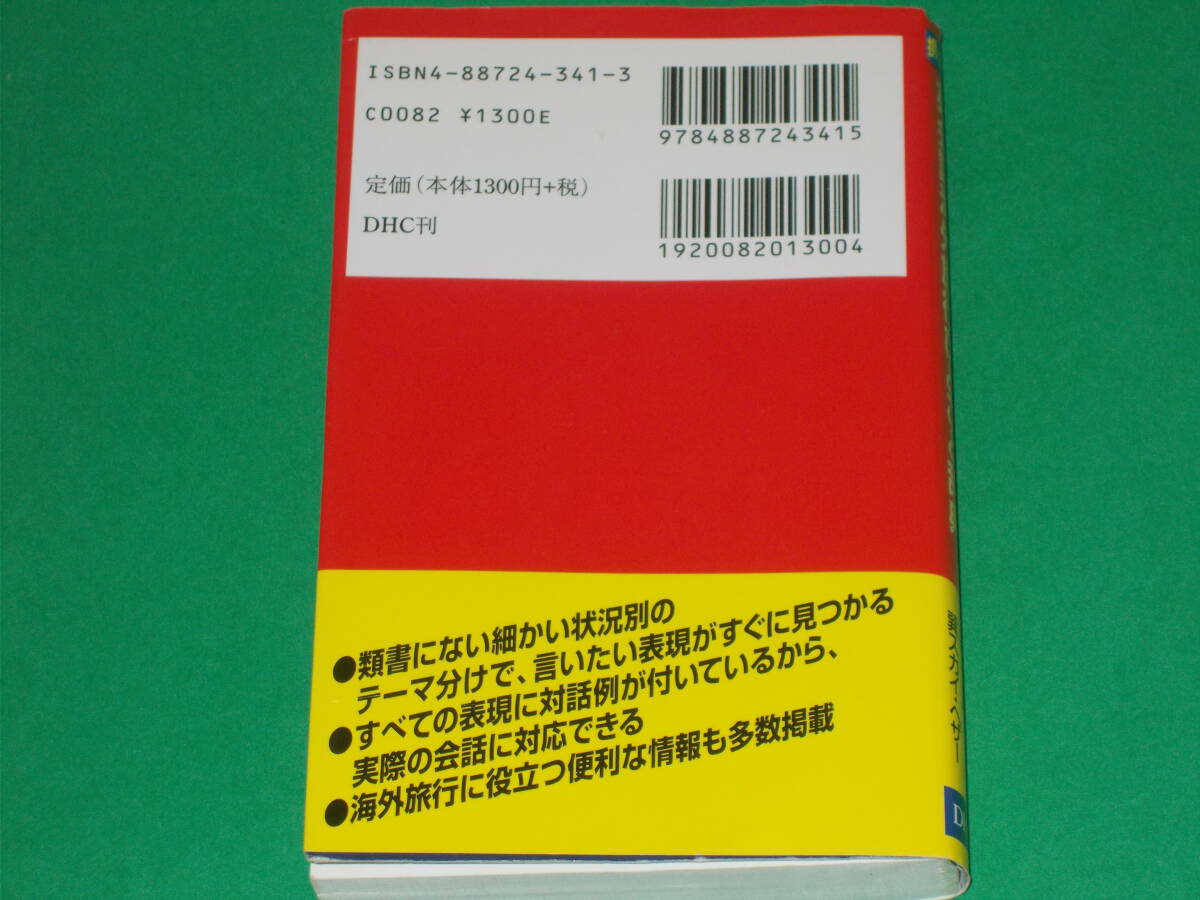 ISBN4-88724-341-3
C0082 ¥1300E
9784887243415
定価(本体1300円+税)
DHC刊
1920082013004
●類書にない細かい状況別の
テーマ分けで、言いたい表現がすぐに見つかる
●すべての表現に対話例が付いているから、
実際の会話に対応できる
●海外旅行に役立つ便利な情報も多数掲載